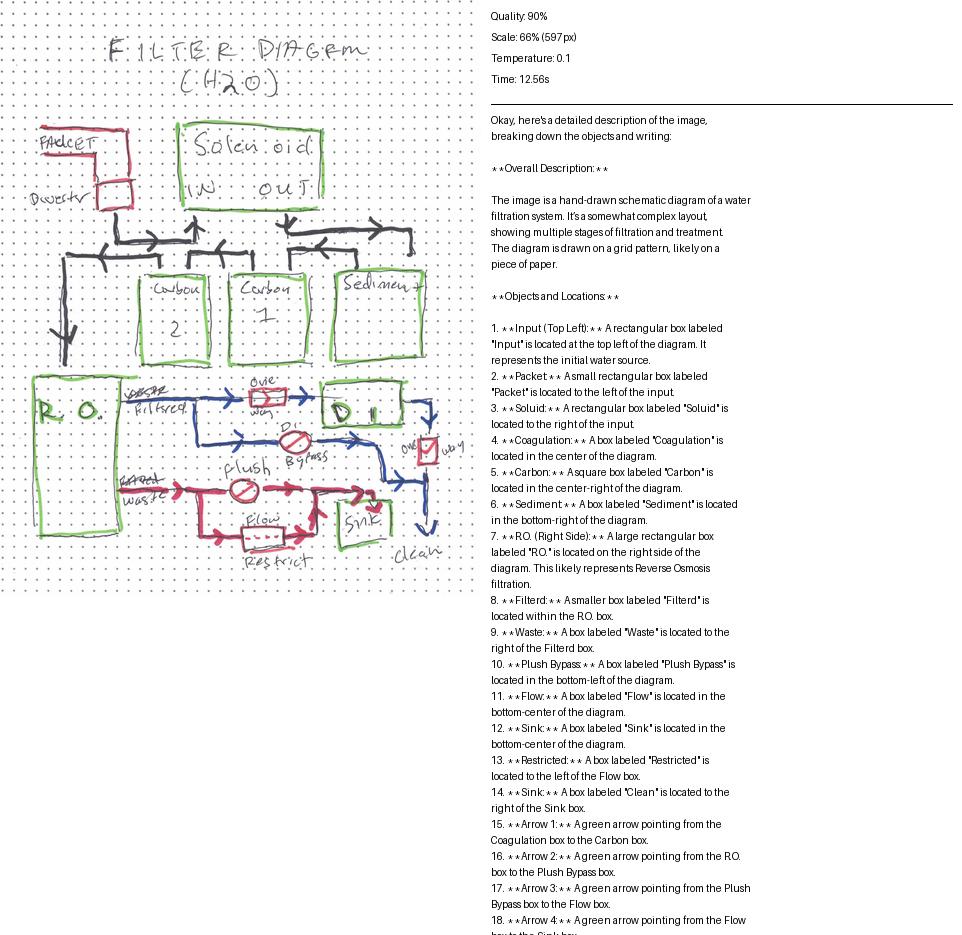 FILTER DIAGRM
(H2O)
FAUCET
Solenoid
IN OUT
Carbon
2
Carbon
1
Sediment
R.O.
Filtered
one
way
DI
one way
DI
Bypass
Flush
waste
Flow
Restrict
Sink
Clean
Quality: 90%
Scale: 66% (597px)
Temperature: 0.1
Time: 12.56s
Okay, here's a detailed description of the image,
breaking down the objects and writing:
**Overall Description:**
The image is a hand-drawn schematic diagram of a water
filtration system. It's a somewhat complex layout,
showing multiple stages of filtration and treatment.
The diagram is drawn on a grid pattern, likely on a
piece of paper.
**Objects and Locations:**
1. **Input (Top Left):** A rectangular box labeled
"Input" is located at the top left of the diagram. It
represents the initial water source.
2. **Packet:** A small rectangular box labeled
"Packet" is located to the left of the input.
3. **Soluid:** A rectangular box labeled "Soluid" is
located to the right of the input.
4. **Coagulation:** A box labeled "Coagulation" is
located in the center of the diagram.
5. **Carbon:** A square box labeled "Carbon" is
located in the center-right of the diagram.
6. **Sediment:** A box labeled "Sediment" is located
in the bottom-right of the diagram.
7. **R.O. (Right Side):** A large rectangular box
labeled "R.O." is located on the right side of the
diagram. This likely represents Reverse Osmosis
filtration.
8. **Filterd:** A smaller box labeled "Filterd" is
located within the R.O. box.
9. **Waste:** A box labeled "Waste" is located to the
right of the Filterd box.
10. **Plush Bypass:** A box labeled "Plush Bypass" is
located in the bottom-left of the diagram.
11. **Flow:** A box labeled "Flow" is located in the
bottom-center of the diagram.
12. **Sink:** A box labeled "Sink" is located in the
bottom-center of the diagram.
13. **Restricted:** A box labeled "Restricted" is
located to the left of the Flow box.
14. **Sink:** A box labeled "Clean" is located to the
right of the Sink box.
15. **Arrow 1:** A green arrow pointing from the
Coagulation box to the Carbon box.
16. **Arrow 2:** A green arrow pointing from the R.O.
box to the Plush Bypass box.
17. **Arrow 3:** A green arrow pointing from the Plush
Bypass box to the Flow box.
18. **Arrow 4:** A green arrow pointing from the Flow